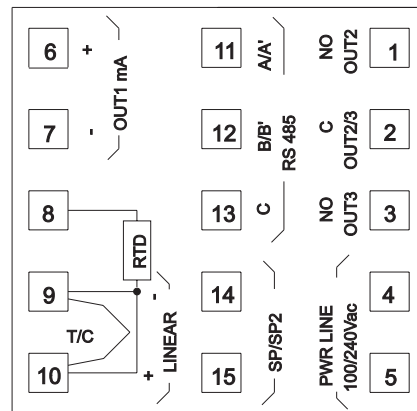 6 +
7 -
OUT1 mA
8
RTD
9 -
T/C
10 +
LINEAR
11 A/A'
12 B/B'
RS 485
13 C
14
15
SP/SP2
NO
OUT2
1
C
OUT2/3
2
NO
OUT3
3
4
5
PWR LINE
100/240Vac